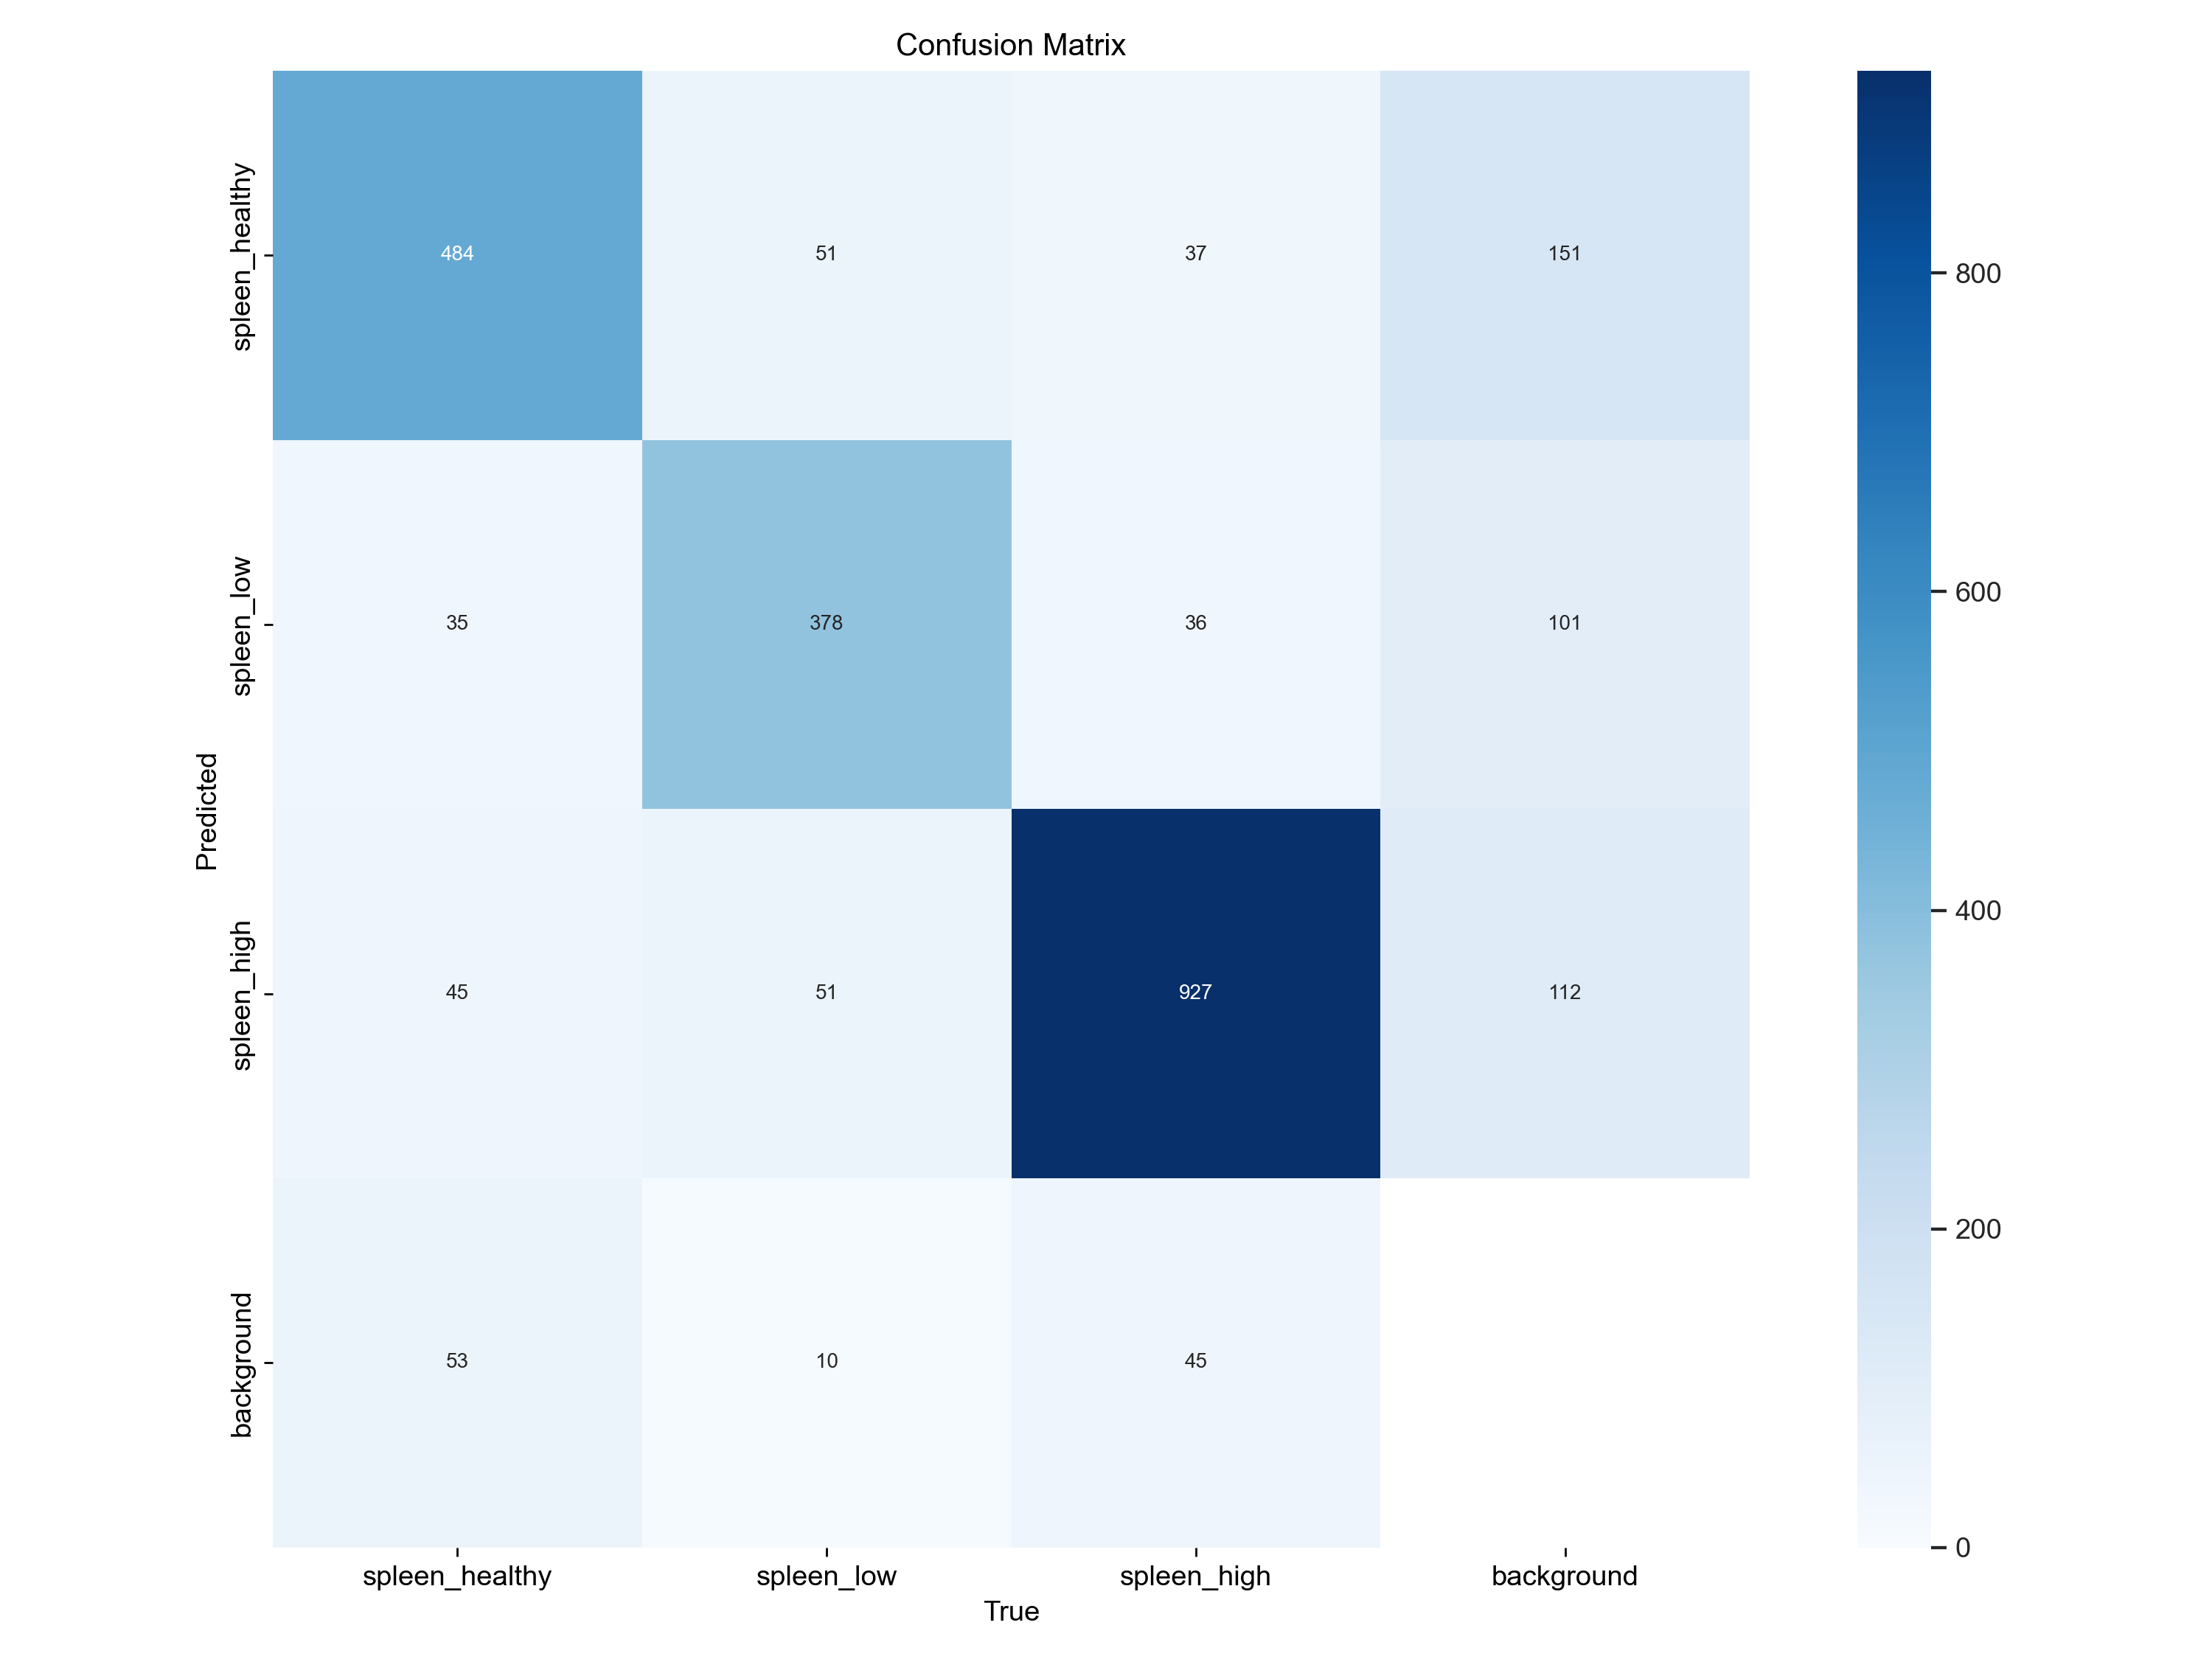 Confusion Matrix
spleen_healthy
484 51 37 151
800
spleen_low
600
35 378 36 101
Predicted
400
spleen_high
45 51 927 112
200
background
53 10 45
0
spleen_healthy spleen_low spleen_high background
True